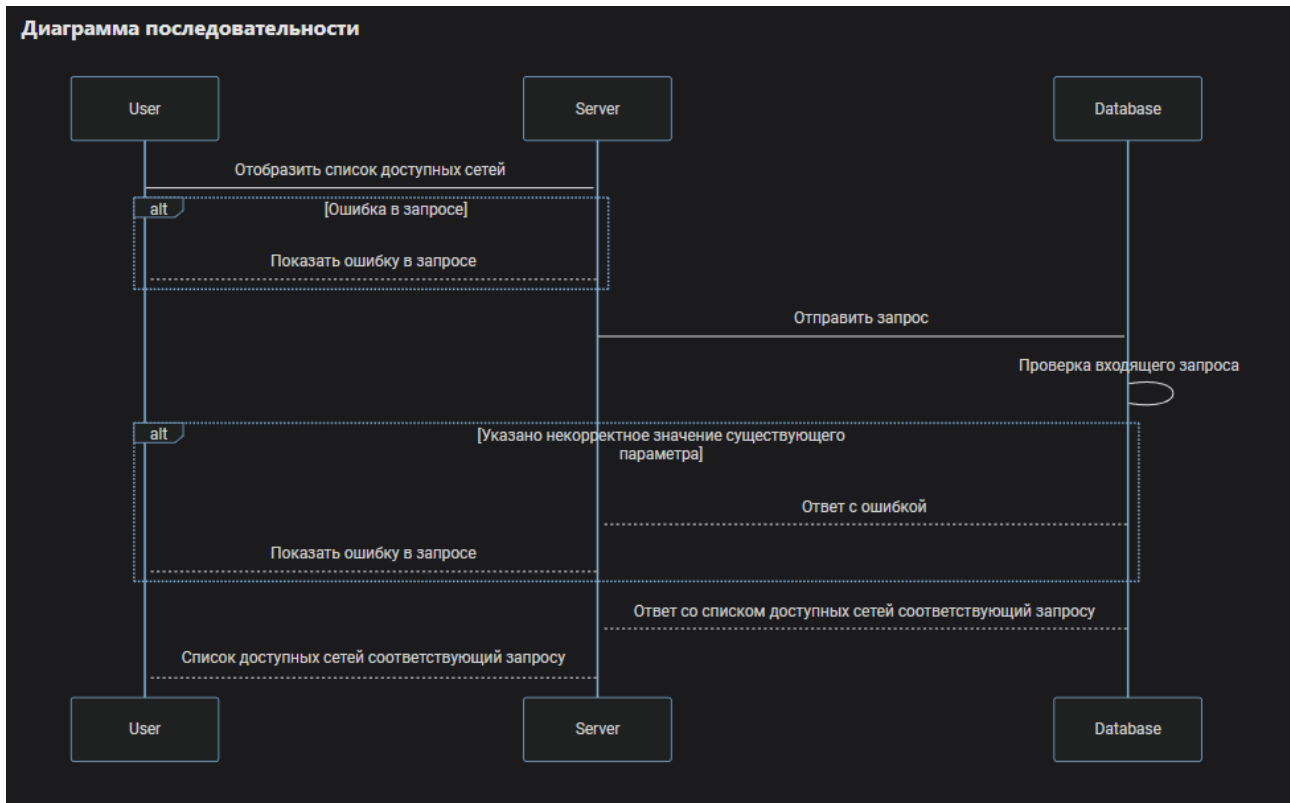 Диаграмма последовательности
User
Server
Database
Отобразить список доступных сетей
alt
[Ошибка в запросе]
Показать ошибку в запросе
Отправить запрос
Проверка входящего запроса
alt
[Указано некорректное значение существующего
параметра]
Ответ с ошибкой
Показать ошибку в запросе
Ответ со списком доступных сетей соответствующий запросу
Список доступных сетей соответствующий запросу
User
Server
Database